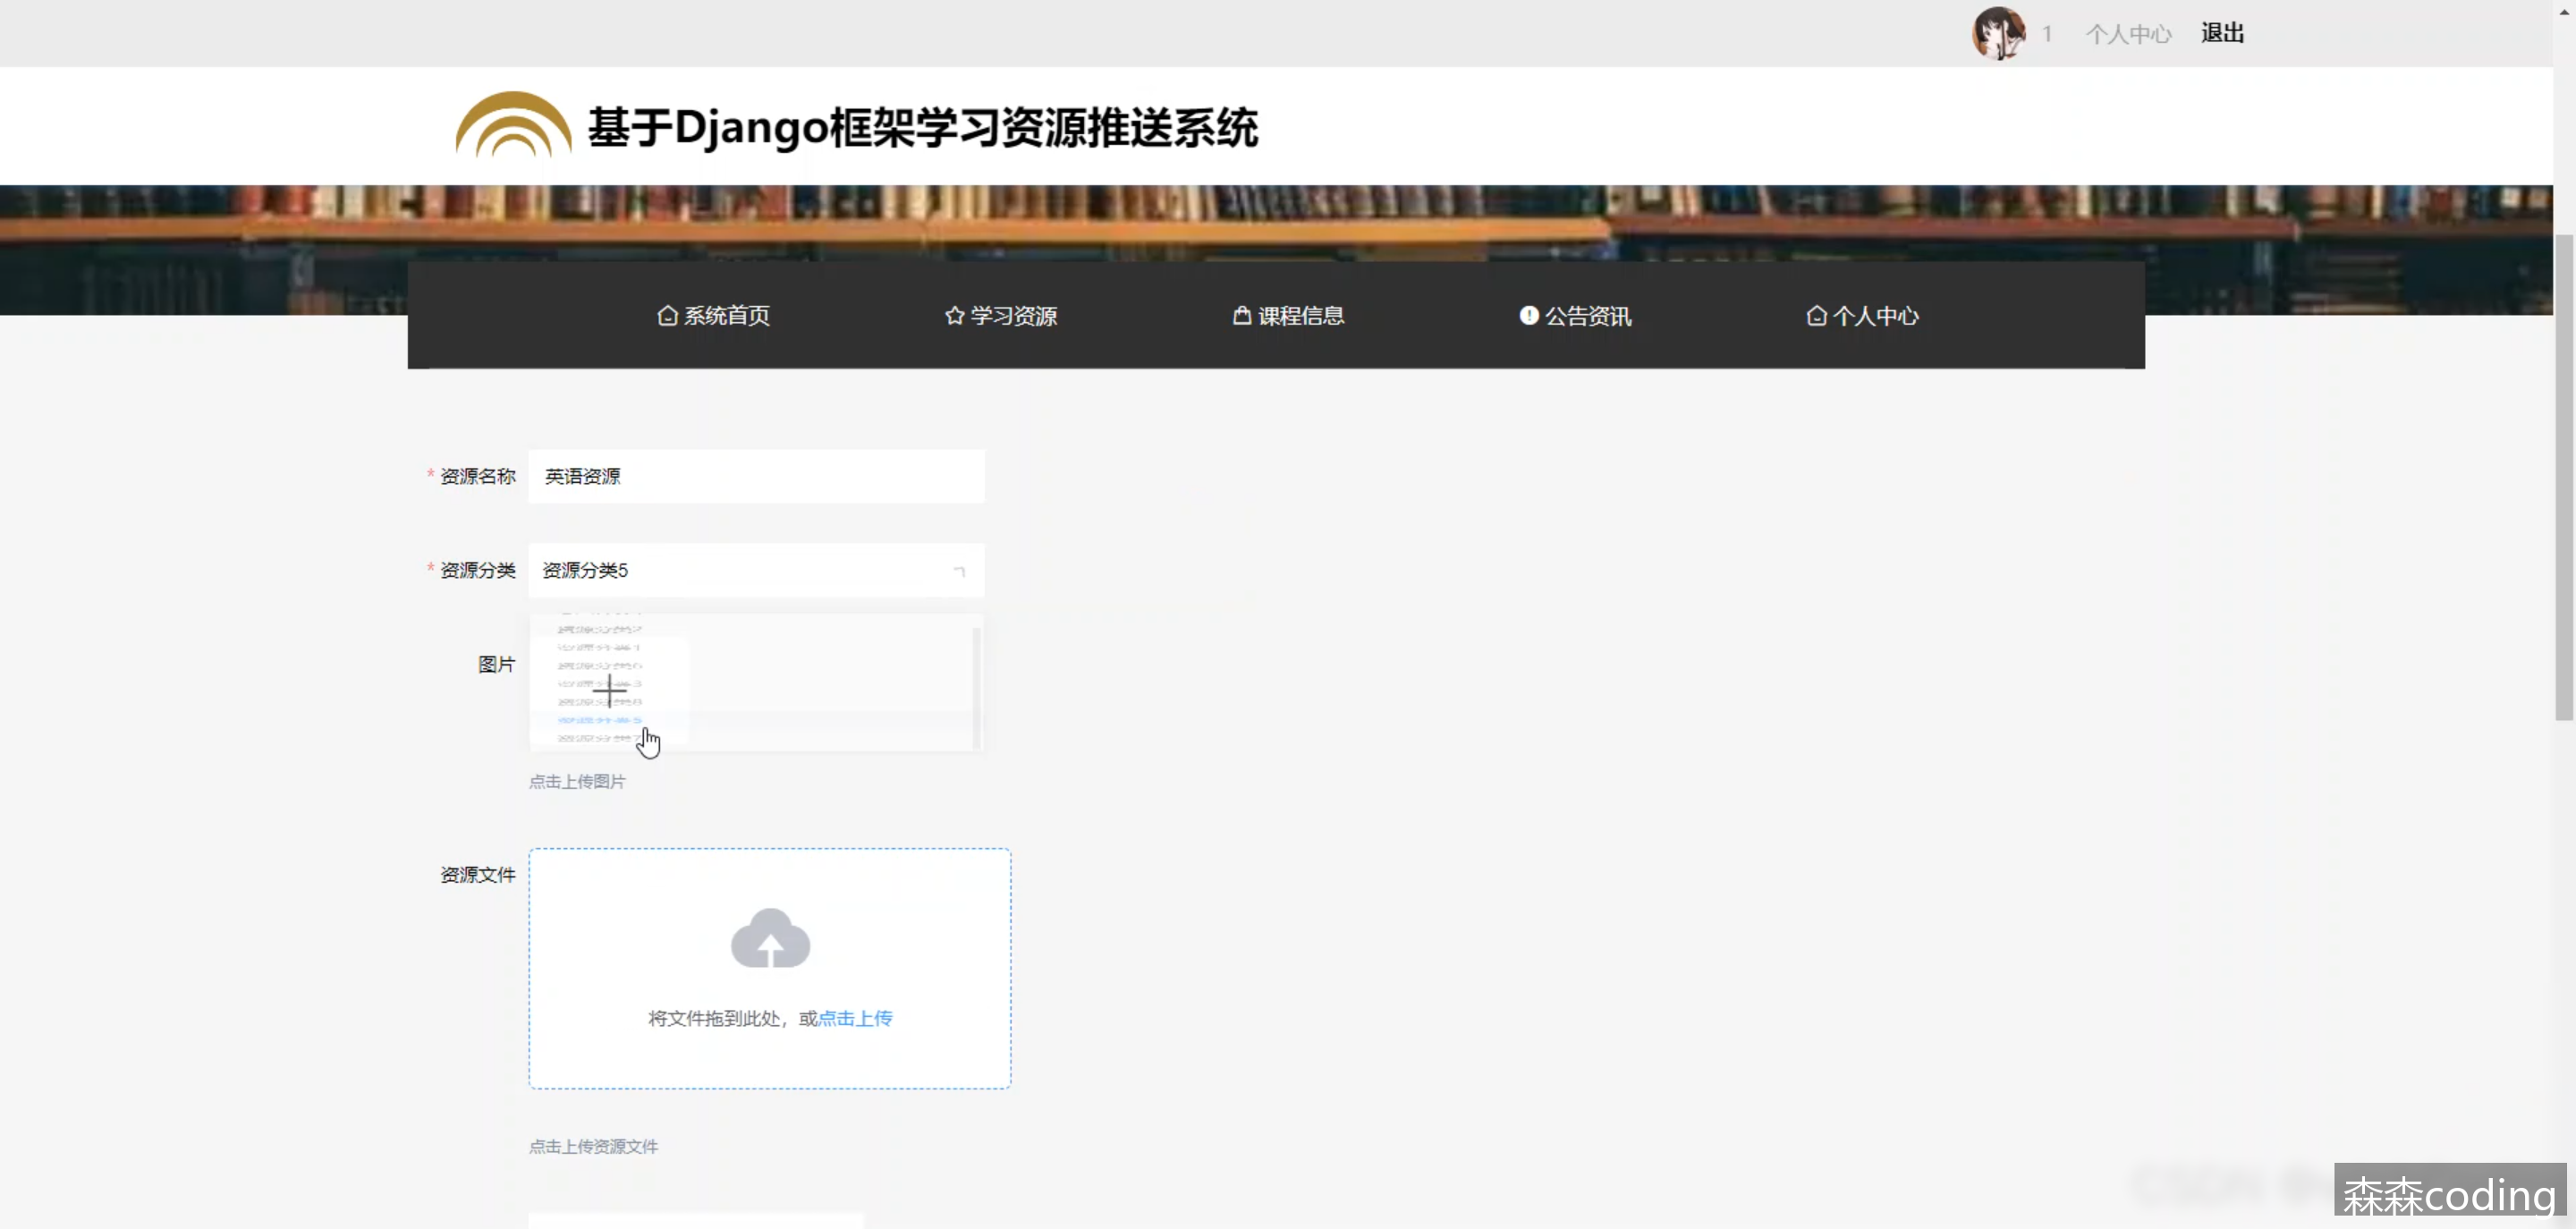 1 个人中心 退出
基于Django框架学习资源推送系统
系统首页 学习资源 课程信息 公告资讯 个人中心
* 资源名称 英语资源
* 资源分类 资源分类5
图片
点击上传图片
资源文件
将文件拖到此处，或点击上传
点击上传资源文件
森森coding